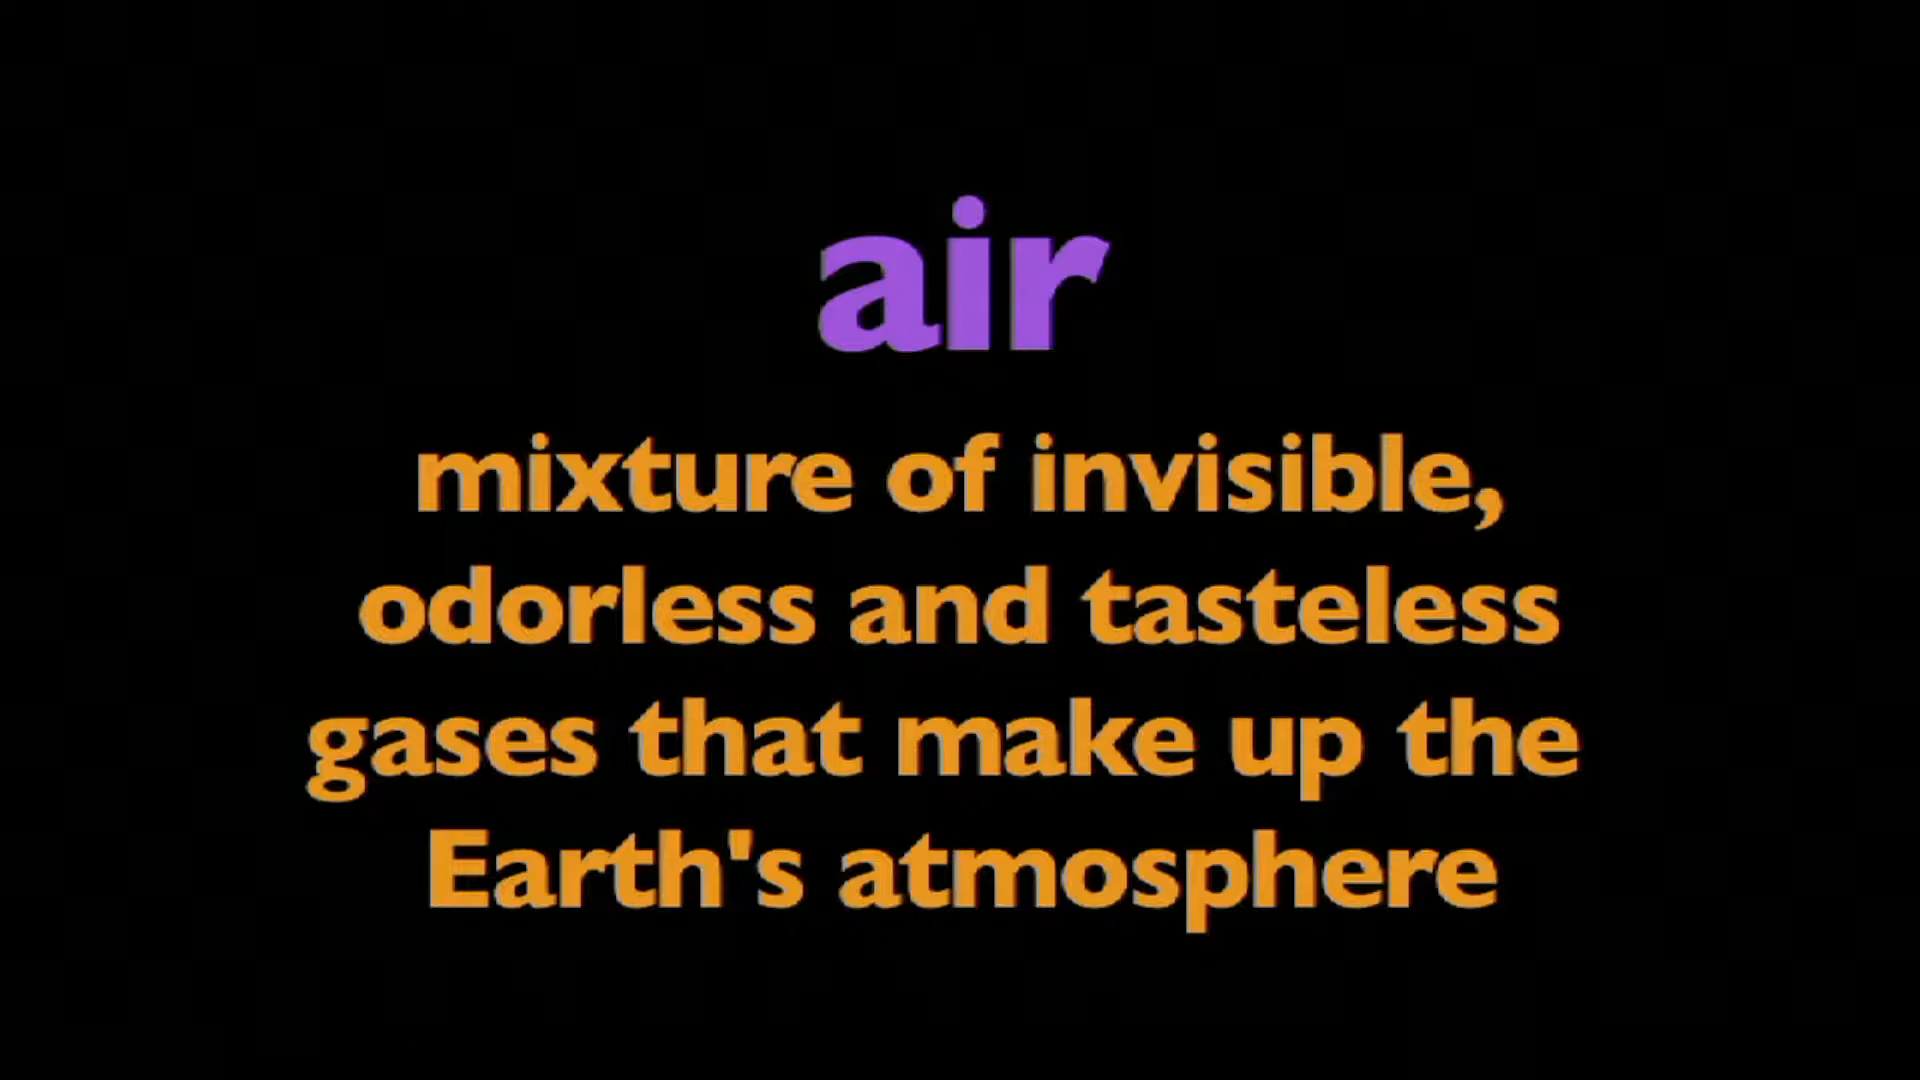 air
mixture of invisible,
odorless and tasteless
gases that make up the
Earth's atmosphere